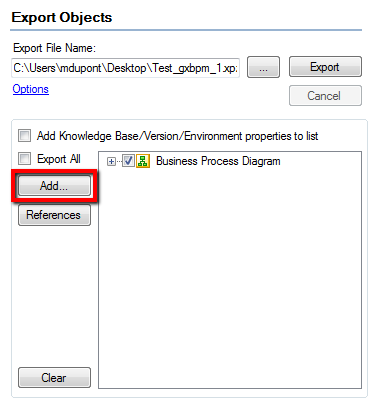 Export Objects
Export File Name:
C:\Users\mdupont\Desktop\Test_gxbpm_1.xp
...
Export
Options
Cancel
Add Knowledge Base/Version/Environment properties to list
Export All
Add...
Business Process Diagram
References
Clear